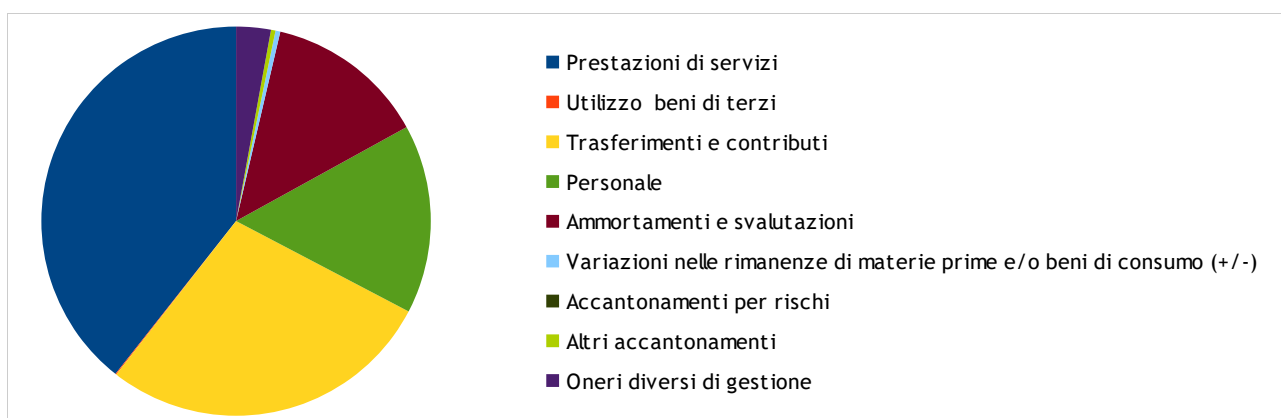 Prestazioni di servizi
Utilizzo beni di terzi
Trasferimenti e contributi
Personale
Ammortamenti e svalutazioni
Variazioni nelle rimanenze di materie prime e/o beni di consumo (+/-)
Accantonamenti per rischi
Altri accantonamenti
Oneri diversi di gestione